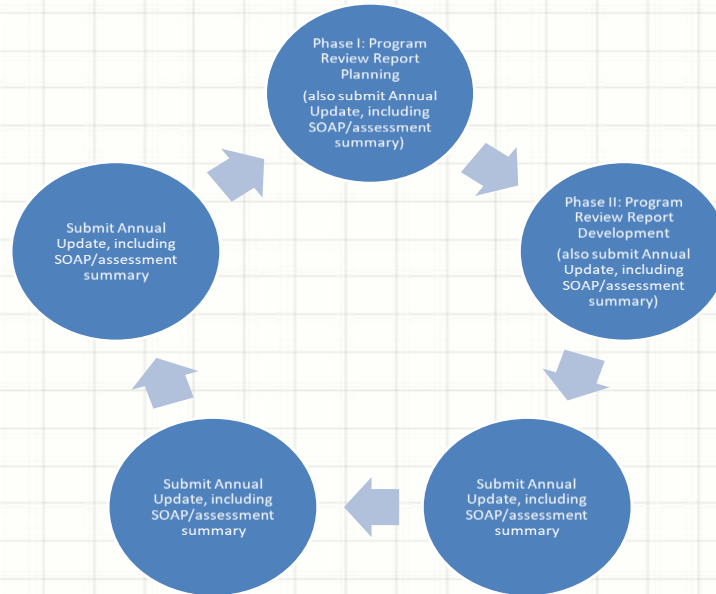 Phase I: Program
Review Report
Planning
(also submit Annual
Update, including
SOAP/assessment
summary)
Phase II: Program
Review Report
Development
(also submit Annual
Update, including
SOAP/assessment
summary)
Submit Annual
Update, including
SOAP/assessment
summary
Submit Annual
Update, including
SOAP/assessment
summary
Submit Annual
Update, including
SOAP/assessment
summary